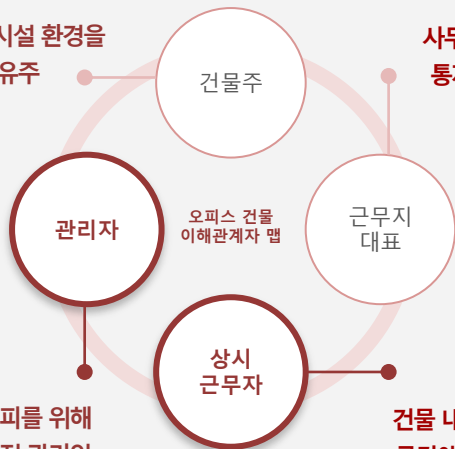 시설 환경을
유주
사무
통
건물주
관리자
오피스 건물
이해관계자 맵
근무지
대표
상시
근무자
피를 위해
건물 내